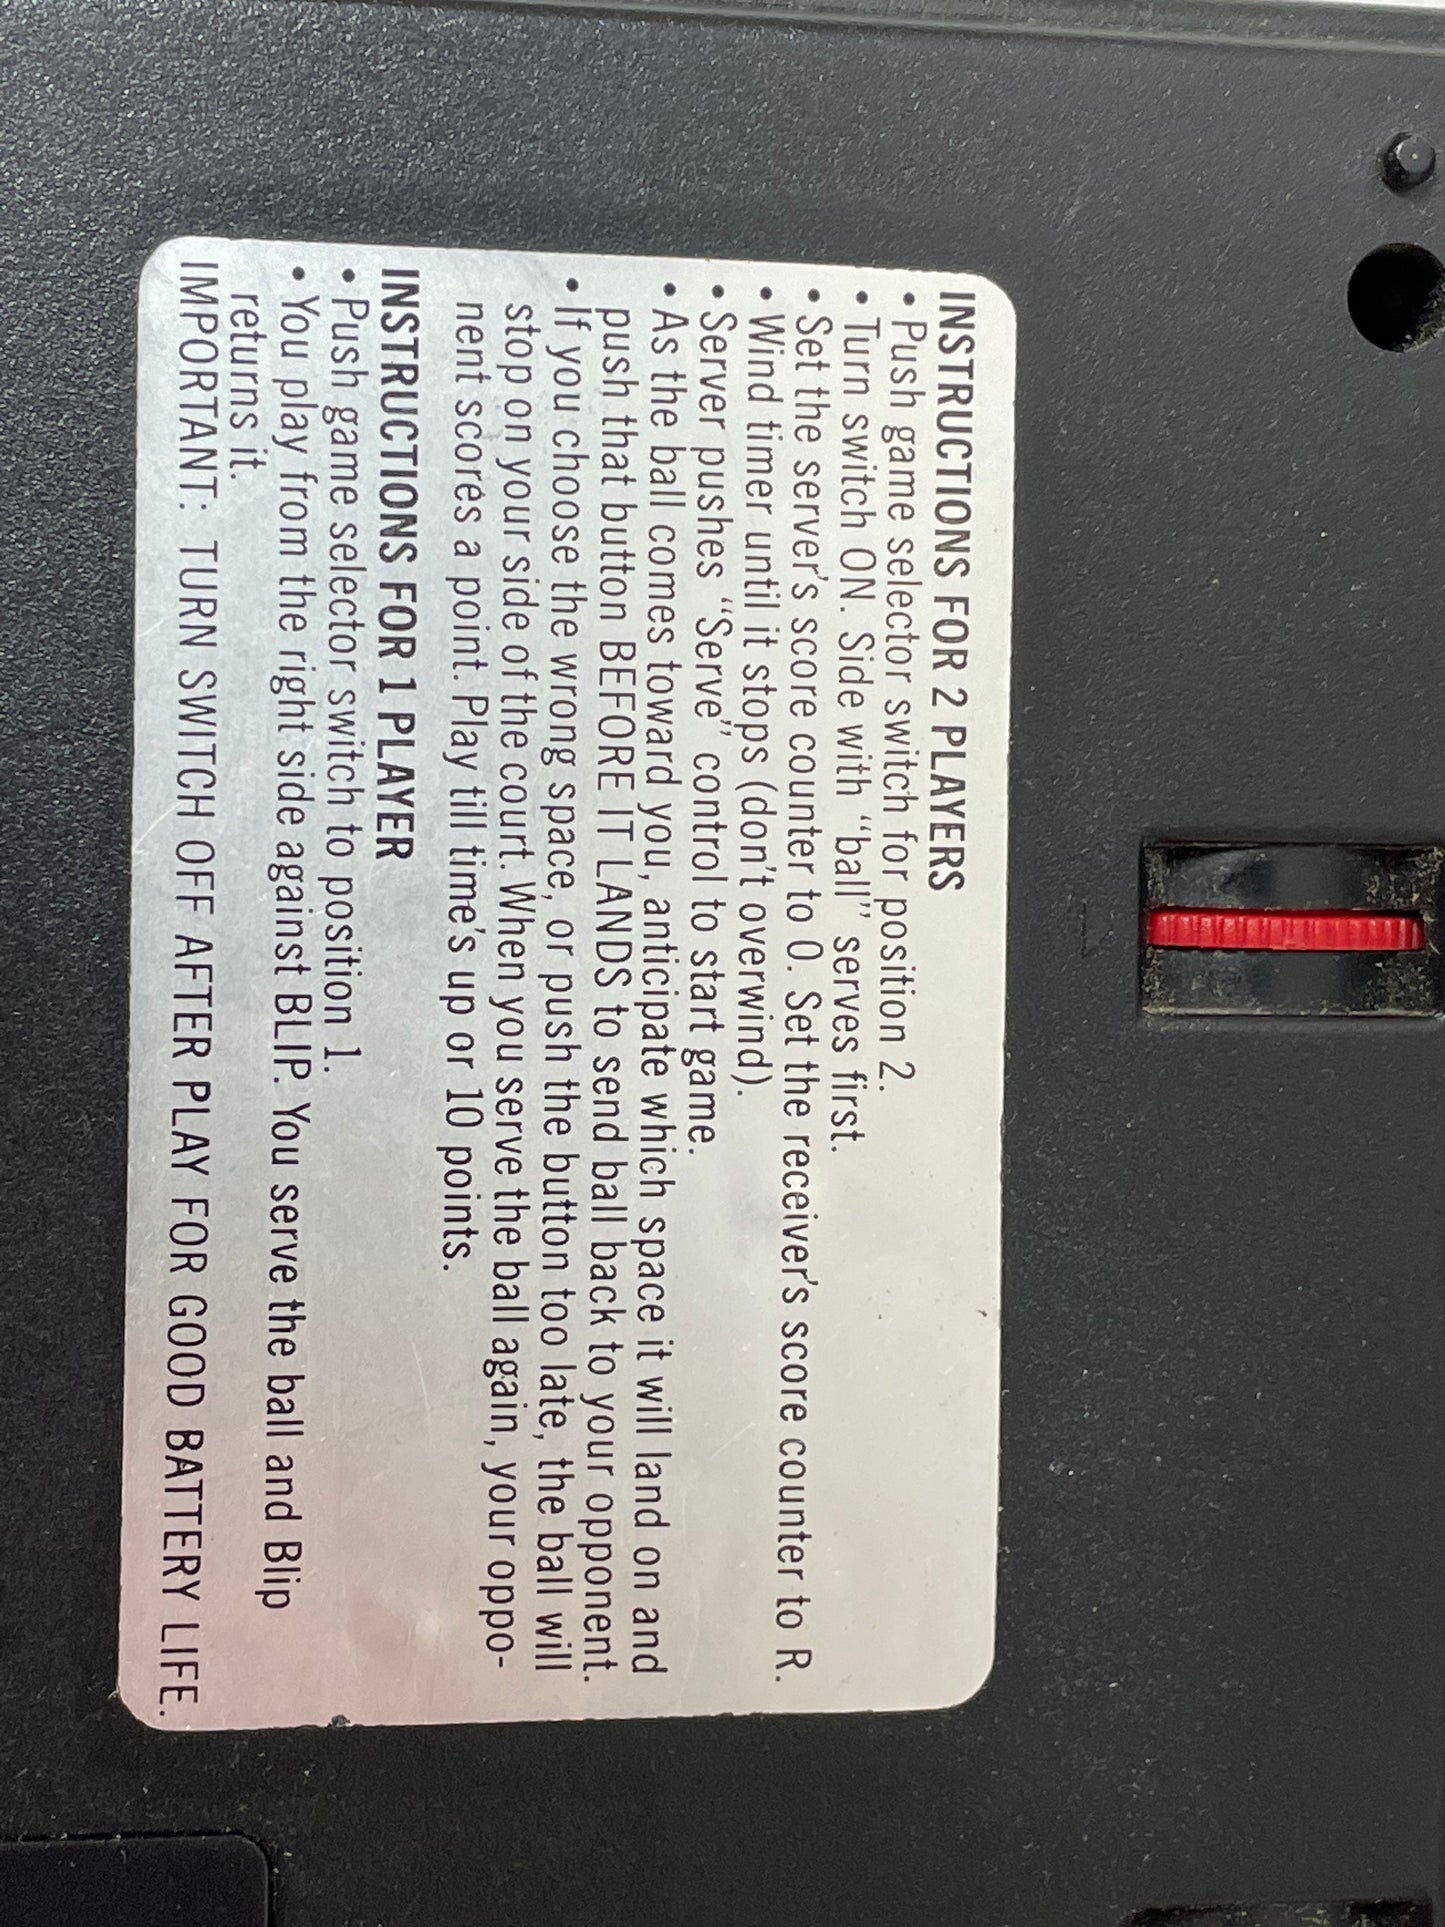 INSTRUCTIONS FOR 2 PLAYERS
• Push game selector switch for position 2.
• Turn switch ON. Side with “ball” serves first.
• Set the server's score counter to 0. Set the receiver's score counter to R.
• Wind timer until it stops (don't overwind).
• Server pushes “Serve” control to start game.
• As the ball comes toward you, anticipate which space it will land on and
push that button BEFORE IT LANDS to send ball back to your opponent.
• If you choose the wrong space, or push the button too late, the ball will
stop on your side of the court. When you serve the ball again, your oppo-
nent scores a point. Play till time's up or 10 points.
INSTRUCTIONS FOR 1 PLAYER
• Push game selector switch to position 1.
• You play from the right side against BLIP. You serve the ball and Blip
returns it.
IMPORTANT: TURN SWITCH OFF AFTER PLAY FOR GOOD BATTERY LIFE.